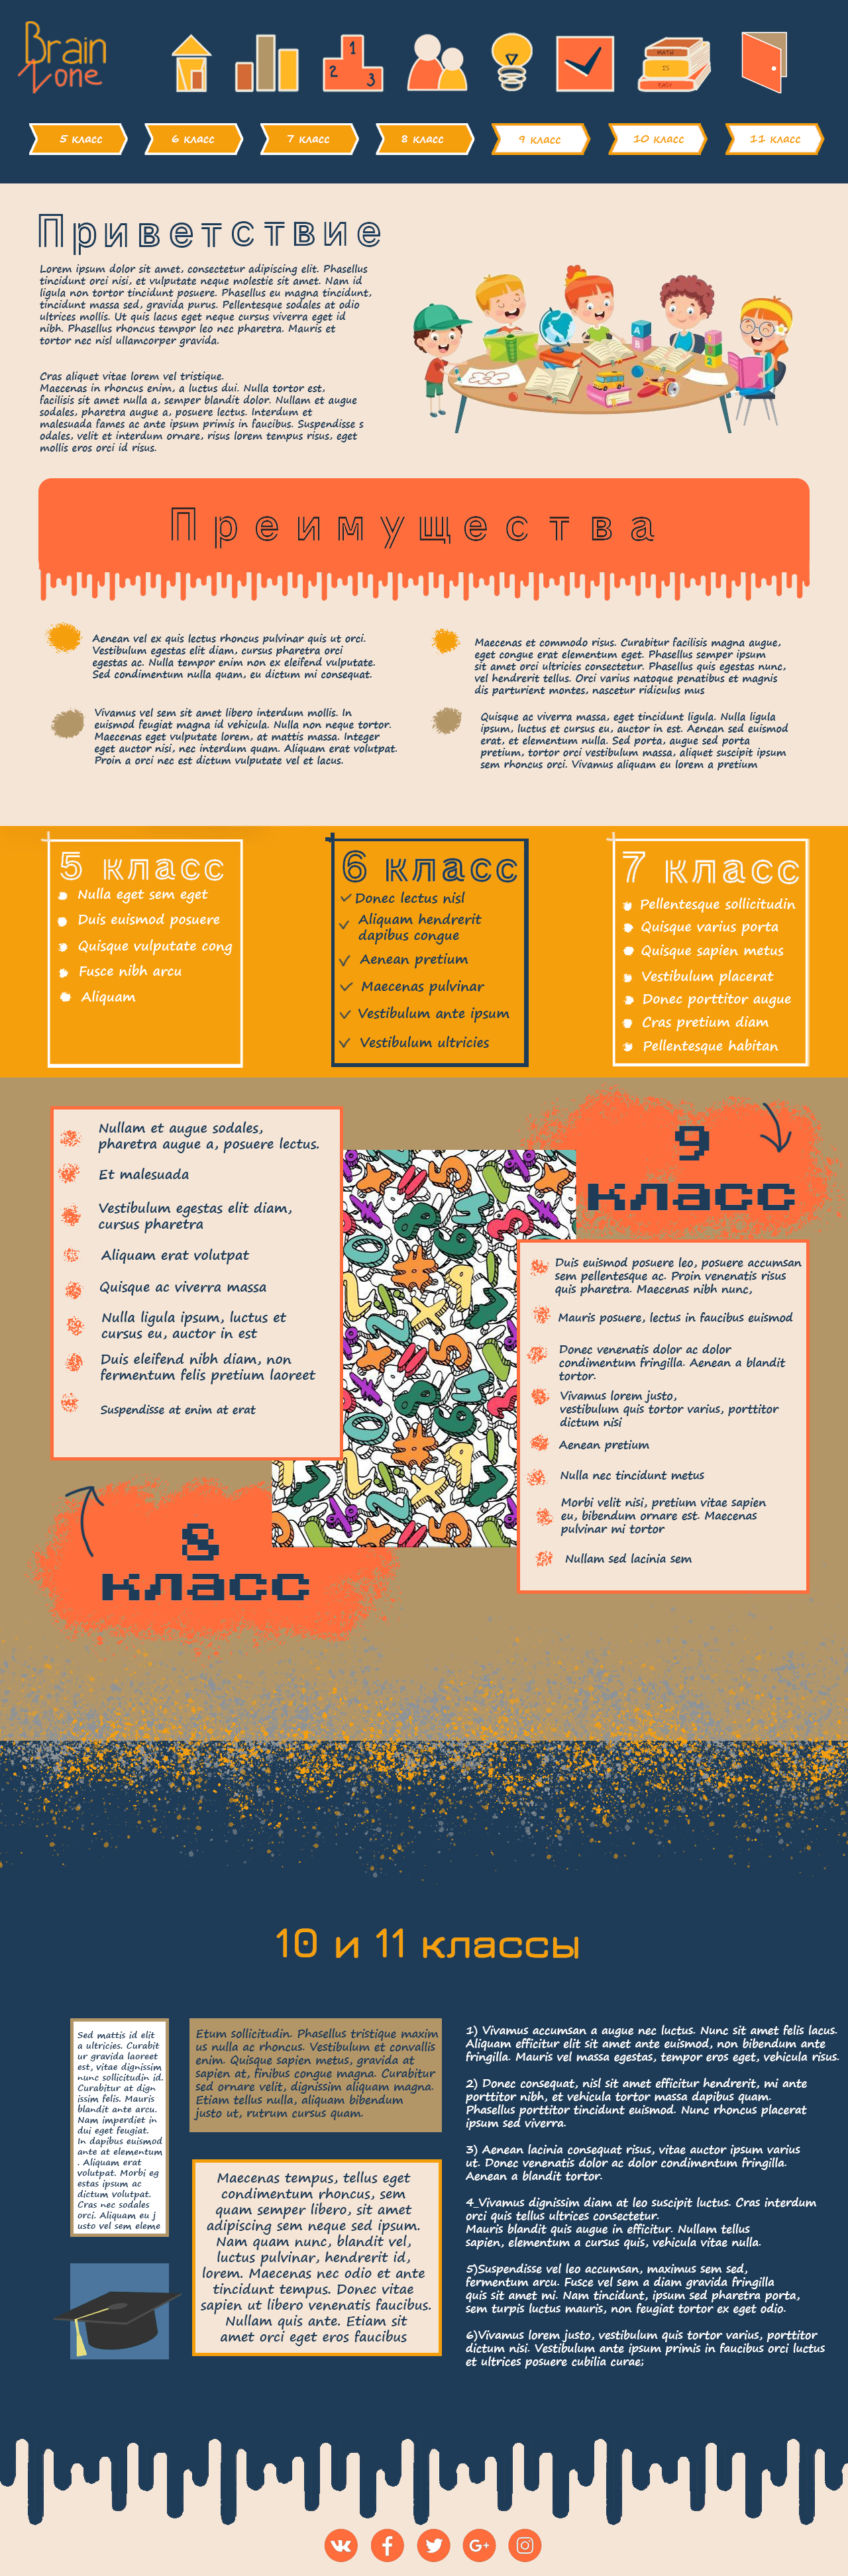 Brain
Zone
1
2
3
MATH
IS
EASY
5 класс
6 класс
7 класс
8 класс
9 класс
10 класс
11 класс
Приветствие
Lorem ipsum dolor sit amet, consectetur adipiscing elit. Phasellus
tincidunt orci nisi, et vulputate neque molestie sit amet. Nam id
ligula non tortor tincidunt posuere. Phasellus eu magna tincidunt,
tincidunt massa sed, gravida purus. Pellentesque sodales at odio
ultrices mollis. Ut quis lacus eget neque cursus viverra eget id
nibh. Phasellus rhoncus tempor leo nec pharetra. Mauris et
tortor nec nisl ullamcorper gravida.
Cras aliquet vitae lorem vel tristique.
Maecenas in rhoncus enim, a luctus dui. Nulla tortor est,
facilisis sit amet nulla a, semper blandit dolor. Nullam et augue
sodales, pharetra augue a, posuere lectus. Interdum et
malesuada fames ac ante ipsum primis in faucibus. Suspendisse s
odales, velit et interdum ornare, risus lorem tempus risus, eget
mollis eros orci id risus.
Преимущества
Aenean vel ex quis lectus rhoncus pulvinar quis ut orci.
Vestibulum egestas elit diam, cursus pharetra orci
egestas ac. Nulla tempor enim non ex eleifend vulputate.
Sed condimentum nulla quam, eu dictum mi consequat.
Maecenas et commodo risus. Curabitur facilisis magna augue,
eget congue erat elementum eget. Phasellus semper ipsum
sit amet orci ultricies consectetur. Phasellus quis egestas nunc,
vel hendrerit tellus. Orci varius natoque penatibus et magnis
dis parturient montes, nascetur ridiculus mus
Vivamus vel sem sit amet libero interdum mollis. In
euismod feugiat magna id vehicula. Nulla non neque tortor.
Maecenas eget vulputate lorem, at mattis massa. Integer
eget auctor nisi, nec interdum quam. Aliquam erat volutpat.
Proin a orci nec est dictum vulputate vel et lacus.
Quisque ac viverra massa, eget tincidunt ligula. Nulla ligula
ipsum, luctus et cursus eu, auctor in est. Aenean sed euismod
erat, et elementum nulla. Sed porta, augue sed porta
pretium, tortor orci vestibulum massa, aliquet suscipit ipsum
sem rhoncus orci. Vivamus aliquam eu lorem a pretium
5 класс
Nulla eget sem eget
Duis euismod posuere
Quisque vulputate cong
Fusce nibh arcu
Aliquam
6 класс
Donec lectus nisl
Aliquam hendrerit
dapibus congue
Aenean pretium
Maecenas pulvinar
Vestibulum ante ipsum
Vestibulum ultricies
7 класс
Pellentesque sollicitudin
Quisque varius porta
Quisque sapien metus
Vestibulum placerat
Donec porttitor augue
Cras pretium diam
Pellentesque habitan
Nullam et augue sodales,
pharetra augue a, posuere lectus.
Et malesuada
Vestibulum egestas elit diam,
cursus pharetra
Aliquam erat volutpat
Quisque ac viverra massa
Nulla ligula ipsum, luctus et
cursus eu, auctor in est
Duis eleifend nibh diam, non
fermentum felis pretium laoreet
Suspendisse at enim at erat
8
класс
9
класс
Duis euismod posuere leo, posuere accumsan
sem pellentesque ac. Proin venenatis risus
quis pharetra. Maecenas nibh nunc,
Mauris posuere, lectus in faucibus euismod
Donec venenatis dolor ac dolor
condimentum fringilla. Aenean a blandit
tortor.
Vivamus lorem justo,
vestibulum quis tortor varius, porttitor
dictum nisi
Aenean pretium
Nulla nec tincidunt metus
Morbi velit nisi, pretium vitae sapien
eu, bibendum ornare est. Maecenas
pulvinar mi tortor
Nullam sed lacinia sem
10 и 11 классы
Sed mattis id elit
a ultricies. Curabit
ur gravida laoreet
est, vitae dignissim
nunc sollicitudin id.
Curabitur at dign
issim felis. Mauris
blandit ante arcu.
Nam imperdiet in
dui eget feugiat.
In dapibus euismod
ante at elementum
. Aliquam erat
volutpat. Morbi eg
estas ipsum ac
dictum volutpat.
Cras nec sodales
orci. Aliquam eu j
usto vel sem eleme
Etum sollicitudin. Phasellus tristique maxim
us nulla ac rhoncus. Vestibulum et convallis
enim. Quisque sapien metus, gravida at
sapien at, finibus congue magna. Curabitur
sed ornare velit, dignissim aliquam magna.
Etiam tellus nulla, aliquam bibendum
justo ut, rutrum cursus quam.
Maecenas tempus, tellus eget
condimentum rhoncus, sem
quam semper libero, sit amet
adipiscing sem neque sed ipsum.
Nam quam nunc, blandit vel,
luctus pulvinar, hendrerit id,
lorem. Maecenas nec odio et ante
tincidunt tempus. Donec vitae
sapien ut libero venenatis faucibus.
Nullam quis ante. Etiam sit
amet orci eget eros faucibus
1) Vivamus accumsan a augue nec luctus. Nunc sit amet felis lacus.
Aliquam efficitur elit sit amet ante euismod, non bibendum ante
fringilla. Mauris vel massa egestas, tempor eros eget, vehicula risus.
2) Donec consequat, nisl sit amet efficitur hendrerit, mi ante
porttitor nibh, et vehicula tortor massa dapibus quam.
Phasellus porttitor tincidunt euismod. Nunc rhoncus placerat
ipsum sed viverra.
3) Aenean lacinia consequat risus, vitae auctor ipsum varius
ut. Donec venenatis dolor ac dolor condimentum fringilla.
Aenean a blandit tortor.
4_Vivamus dignissim diam at leo suscipit luctus. Cras interdum
orci quis tellus ultrices consectetur.
Mauris blandit quis augue in efficitur. Nullam tellus
sapien, elementum a cursus quis, vehicula vitae nulla.
5)Suspendisse vel leo accumsan, maximus sem sed,
fermentum arcu. Fusce vel sem a diam gravida fringilla
quis sit amet mi. Nam tincidunt, ipsum sed pharetra porta,
sem turpis luctus mauris, non feugiat tortor ex eget odio.
6)Vivamus lorem justo, vestibulum quis tortor varius, porttitor
dictum nisi. Vestibulum ante ipsum primis in faucibus orci luctus
et ultrices posuere cubilia curae;